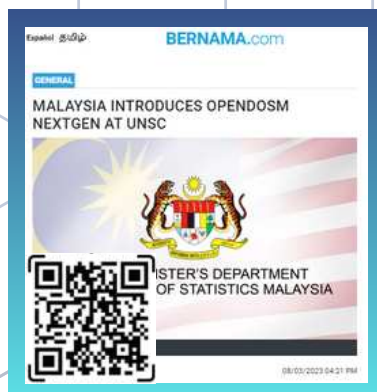 Español தமிழ்
BERNAMA.com
GENERAL
MALAYSIA INTRODUCES OPENDOSM
NEXTGEN AT UNSC
ISTER'S DEPARTMENT
OF STATISTICS MALAYSIA
08/03/2023 04:21 PM